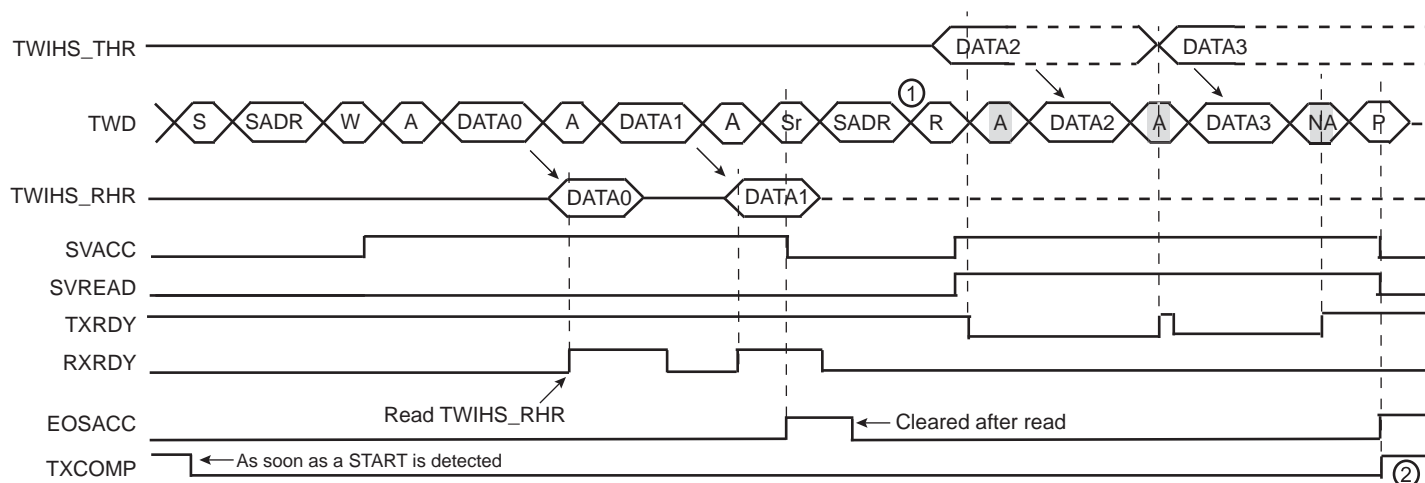 TWIHS_THR DATA2 DATA3
①
TWD S SADR W A DATA0 A DATA1 A Sr SADR R A DATA2 A DATA3 NA P
TWIHS_RHR DATA0 DATA1
SVACC
SVREAD
TXRDY
RXRDY
Read TWIHS_RHR
EOSACC Cleared after read
TXCOMP As soon as a START is detected ②